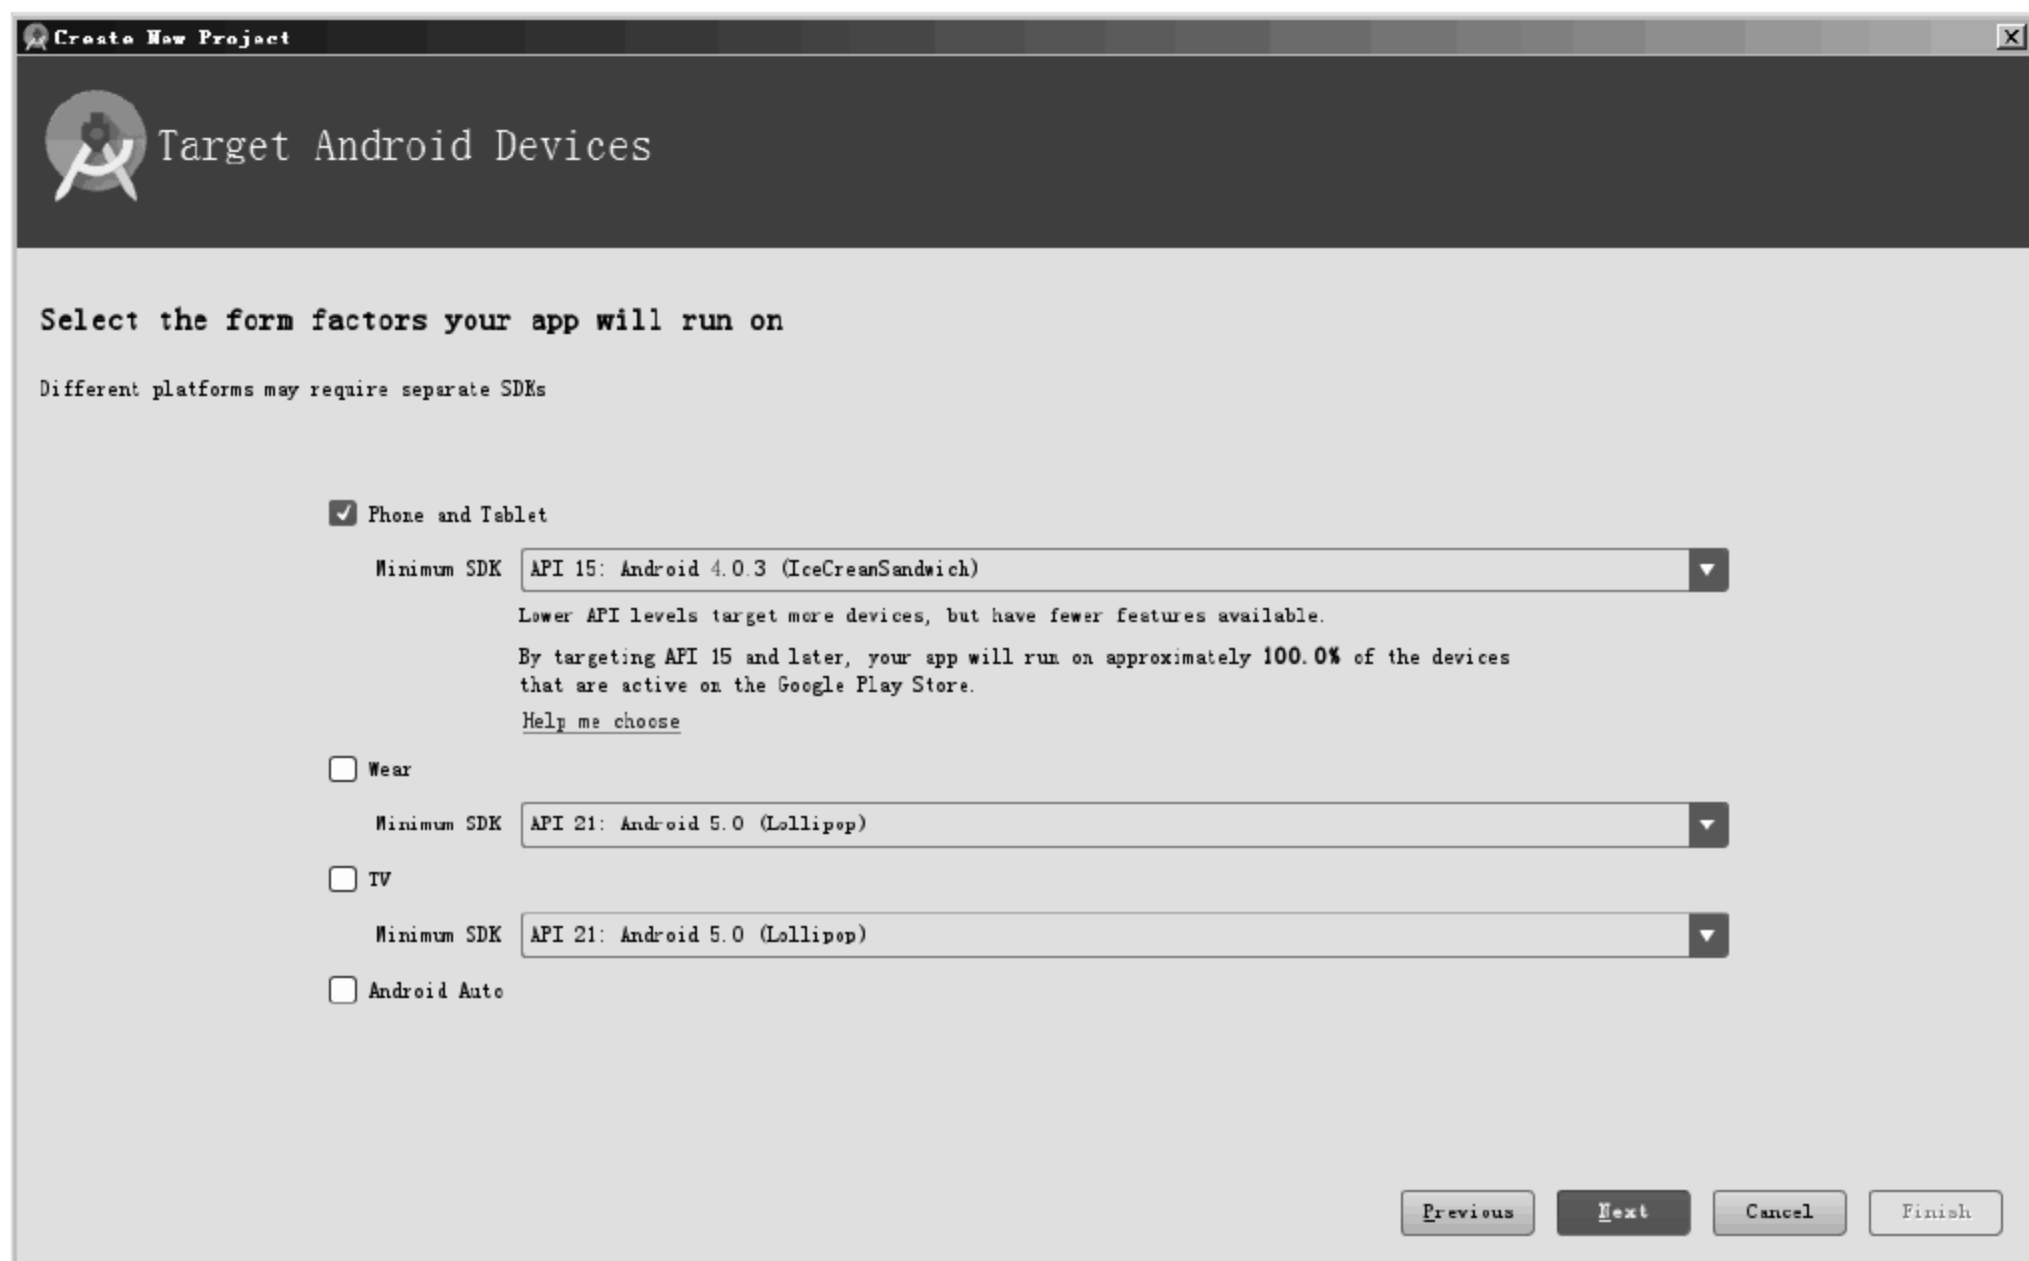 Create New Project
Target Android Devices
Select the form factors your app will run on
Different platforms may require separate SDKs
Phone and Tablet
Minimum SDK API 15: Android 4.0.3 (IceCreamSandwich)
Lower API levels target more devices, but have fewer features available.
By targeting API 15 and later, your app will run on approximately 100.0% of the devices
that are active on the Google Play Store.
Help me choose
Wear
Minimum SDK API 21: Android 5.0 (Lollipop)
TV
Minimum SDK API 21: Android 5.0 (Lollipop)
Android Auto
Previous Next Cancel Finish